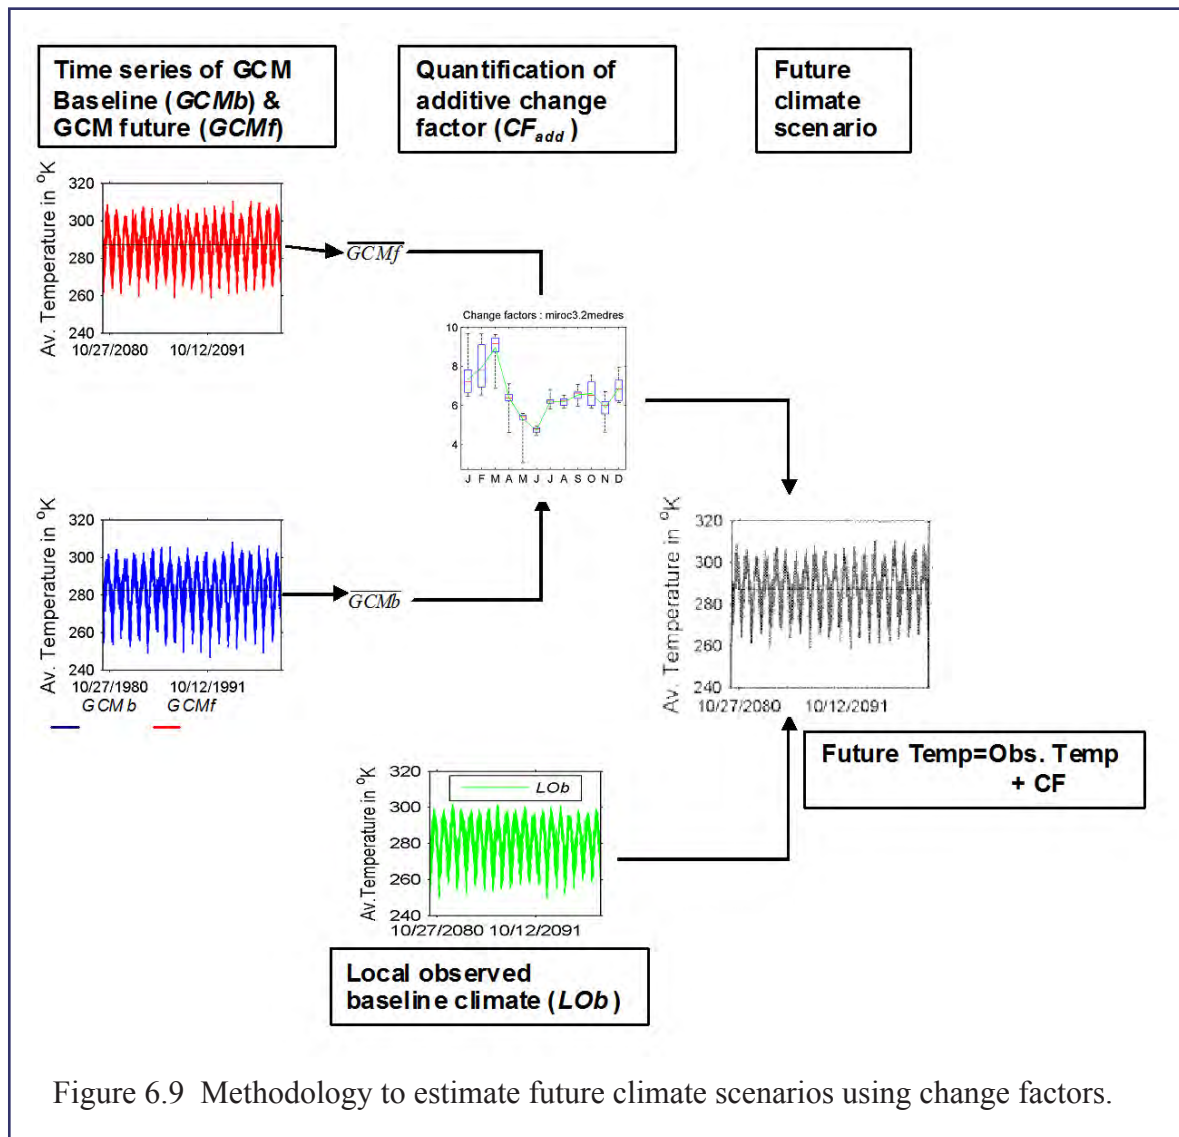 Time series of GCM
Baseline (GCMb) &
GCM future (GCMf)
Quantification of
additive change
factor (CFadd )
Future
climate
scenario
Av. Temperature in °K
320
300
280
260
240
10/27/2080 10/12/2091
GCMf
Change factors : miroc3.2medres
10
8
6
4
J F M A M J J A S O N D
Av. Temperature in °K
320
300
280
260
240
10/27/1980 10/12/1991
GCMb GCMf
GCMb
Av. Temperature in °K
320
300
280
260
240
10/27/2080 10/12/2091
Future Temp=Obs. Temp
+ CF
Av.Temperature in °K
320
300
280
260
240
LOb
10/27/2080 10/12/2091
Local observed
baseline climate (LOb)
Figure 6.9 Methodology to estimate future climate scenarios using change factors.